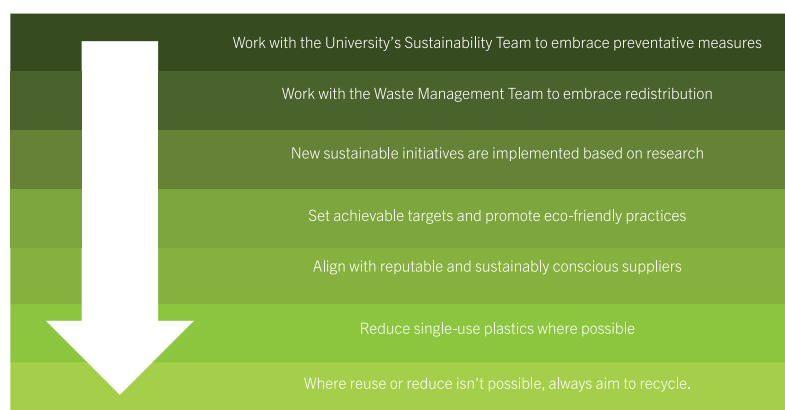 Work with the University's Sustainability Team to embrace preventative measures
Work with the Waste Management Team to embrace redistribution
New sustainable initiatives are implemented based on research
Set achievable targets and promote eco-friendly practices
Align with reputable and sustainably conscious suppliers
Reduce single-use plastics where possible
Where reuse or reduce isn't possible, always aim to recycle.